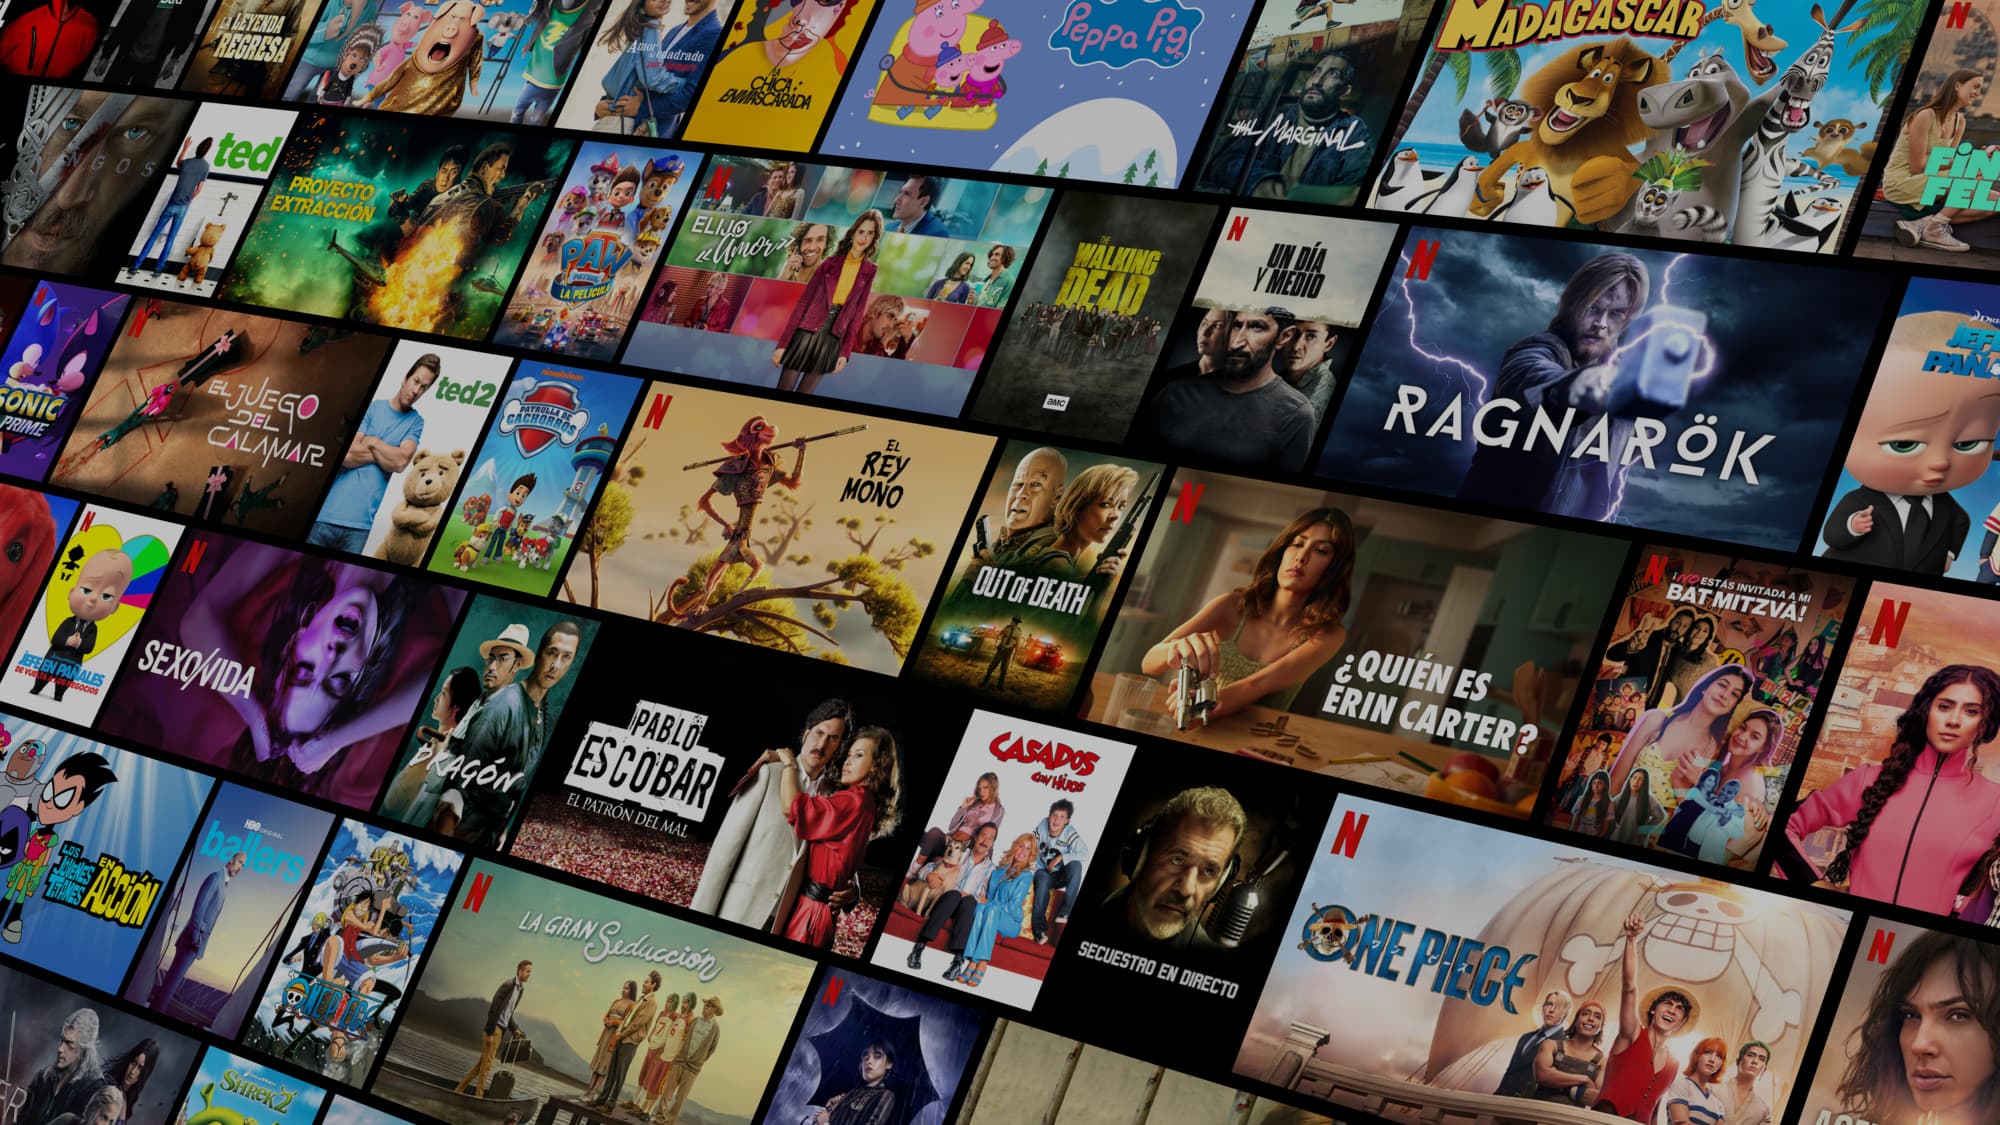 LA LEYENDA
REGRESA
Amor al cuadrado
LA
CHICA
ENMASCARADA
Peppa Pig
MARGINAL
MADAGASCAR
N
N
FIN
FEL
NGOS
ted
PROYECTO
EXTRACCIÓN
PAW
PATROL
LA PELÍCULA
N
ELIJO
«Amor»
THE
WALKING
DEAD
amc
N
UN DÍA
Y MEDIO
N
RAGNARÖK
JEFE
PAÑA
N
SONIC
PRIME
N
EL JUEGO
DEL
CALAMAR
ted2
nickelodeon
PATRULLA DE
CACHORROS
N
EL
REY
MONO
OUT OF DEATH
N
¿QUIÉN ES
ERIN CARTER?
N
¡NO ESTÁS INVITADA A MI
BAT MITZVÁ!
N
N
JEFE EN PAÑALES
DE VUELTA A LOS NEGOCIOS
N
SEXO/VIDA
DRAGÓN
PABLO
ESCOBAR
EL PATRÓN DEL MAL
CASADOS
CON HIJOS
SECUESTRO EN DIRECTO
N
ONE PIECE
N
LOS
JÓVENES
TITANES
EN
ACCIÓN
HBO ORIGINAL
ballers
ONE PIECE
N
LA GRAN Seducción
N
SHREK 2
ER